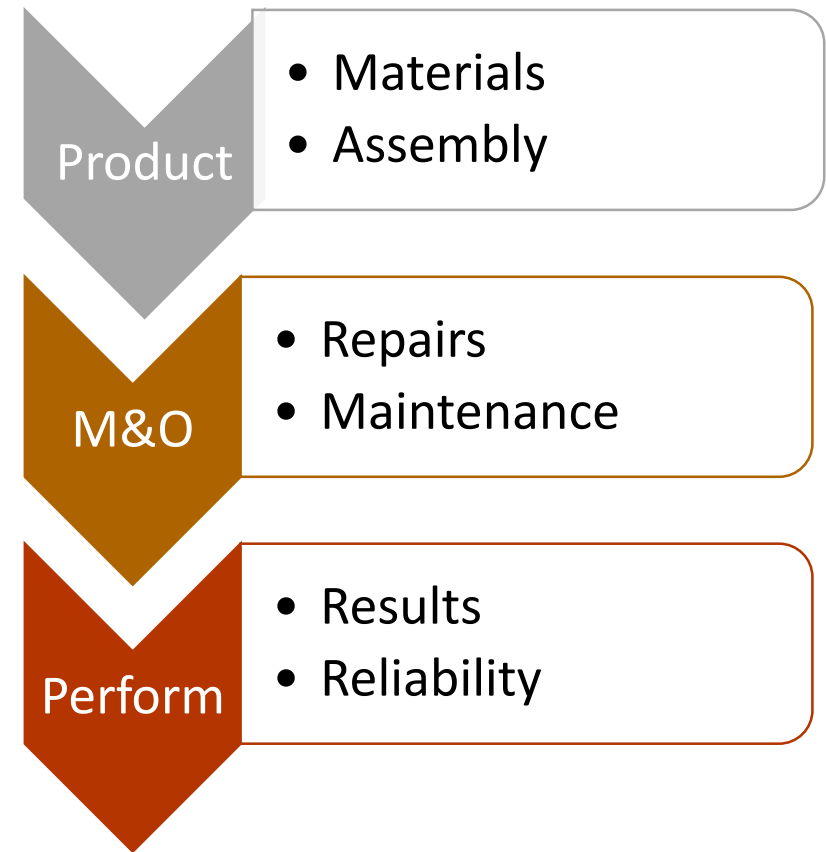 Product
• Materials
• Assembly
M&O
• Repairs
• Maintenance
Perform
• Results
• Reliability